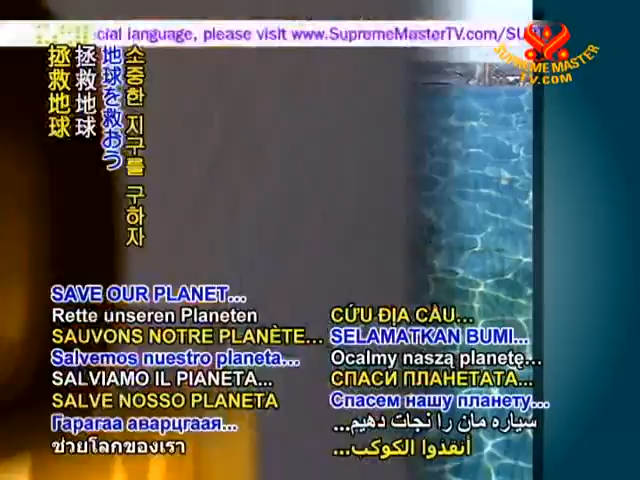 cial language, please visit www.SupremeMasterTV.com/SU
SUPREME MASTER
TV.COM
拯救地球
拯救地球
地球を救おう
소중한 지구를 구하자
SAVE OUR PLANET...
Rette unseren Planeten
SAUVONS NOTRE PLANÈTE...
Salvemos nuestro planeta...
SALVIAMO IL PIANETA...
SALVE NOSSO PLANETA
Гарагаа аварцгаая...
ช่วยโลกของเรา
CỨU ĐỊA CẦU...
SELAMATKAN BUMI...
Ocalmy naszą planetę...
СПАСИ ПЛАНЕТАТА...
Спасем нашу планету...
سیاره مان را نجات دهیم...
أنقذوا الكوكب...